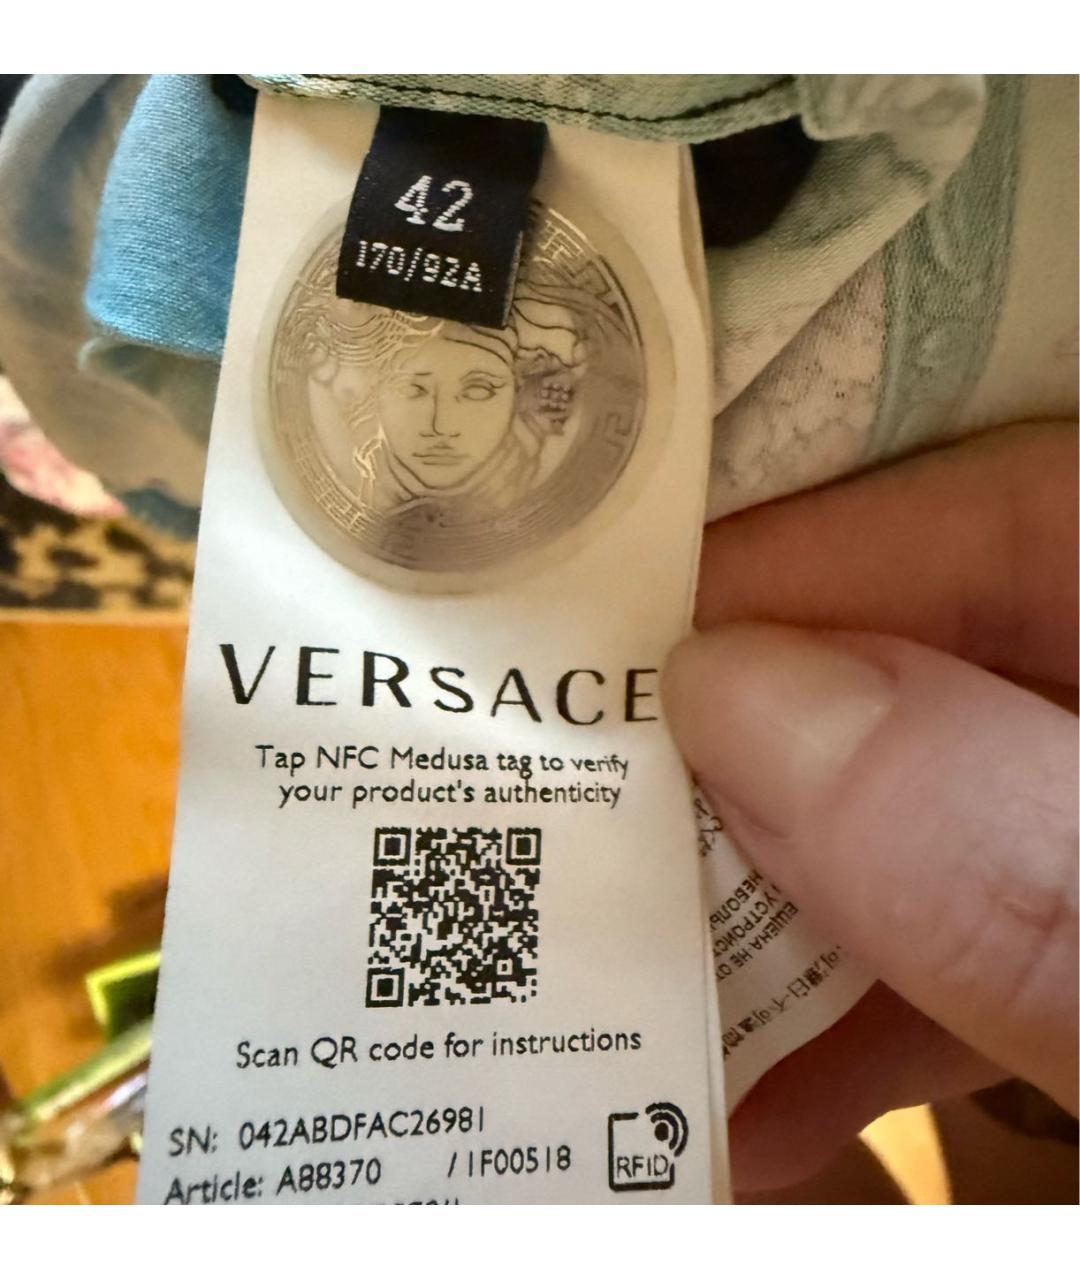 42
170/92A
VERSACE
Tap NFC Medusa tag to verify
your product's authenticity
Scan QR code for instructions
SN: 042ABDFAC26981
Article: A88370 / 1F00518
RFID